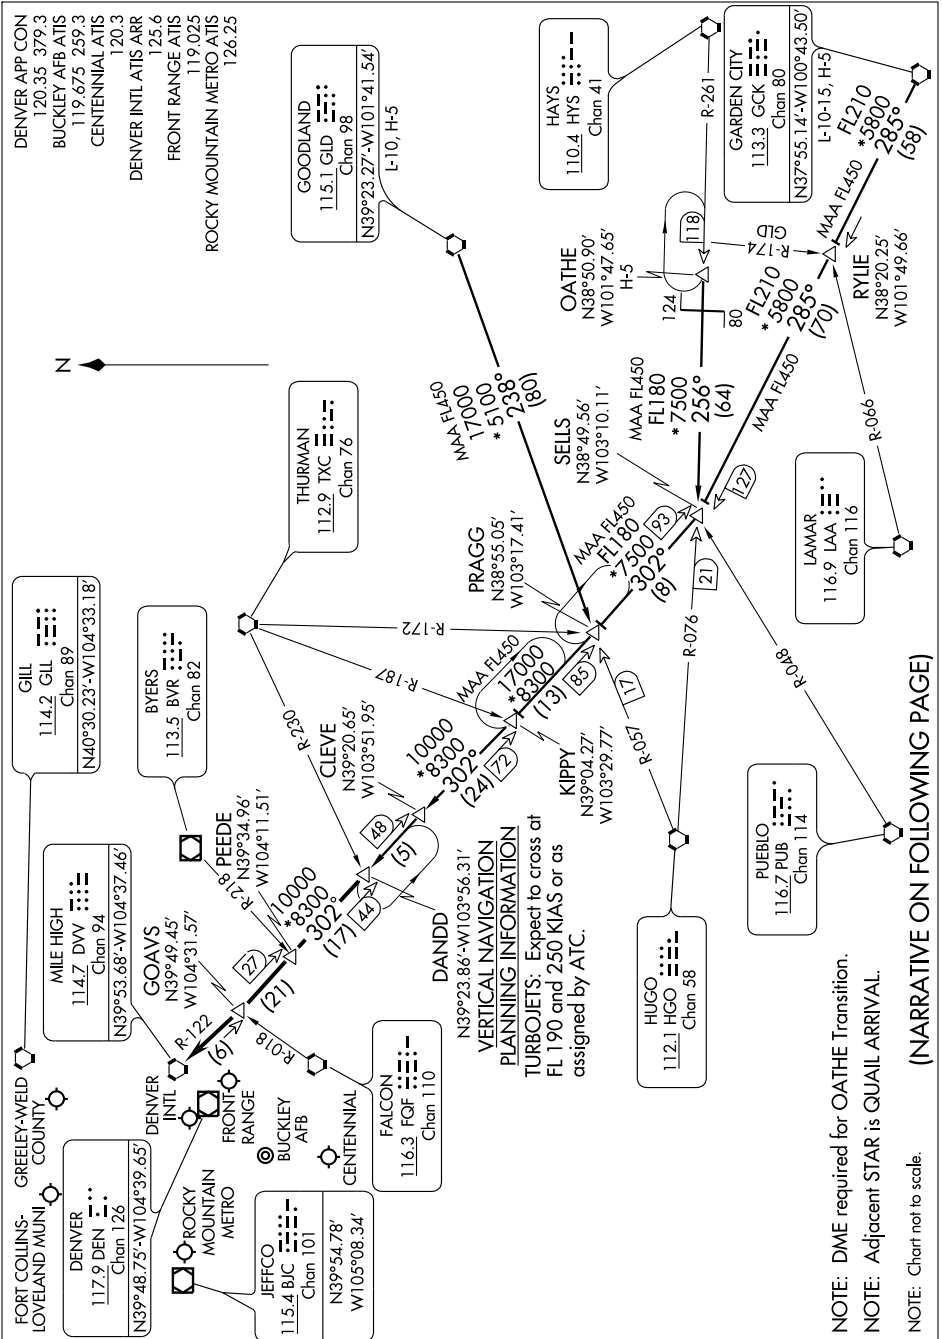 DENVER APP CON
120.35 379.3
BUCKLEY AFB ATIS
119.675 259.3
CENTENNIAL ATIS
120.3
DENVER INTL ATIS ARR
125.6
FRONT RANGE ATIS
119.025
ROCKY MOUNTAIN METRO ATIS
126.25
FORT COLLINS-
LOVELAND MUNI
GREELEY-WELD
COUNTY
GILL
114.2 GLL
Chan 89
N40°30.23'-W104°33.18'
MILE HIGH
114.7 DVV
Chan 94
N39°53.68'-W104°37.46'
BYERS
113.5 BVR
Chan 82
THURMAN
112.9 TXC
Chan 76
GOODLAND
115.1 GLD
Chan 98
N39°23.27'-W101°41.54'
L-10, H-5
HAYS
110.4 HYS
Chan 41
GARDEN CITY
113.3 GCK
Chan 80
N37°55.14'-W100°43.50'
L-10-15, H-5
N
DENVER
117.9 DEN
Chan 126
N39°48.75'-W104°39.65'
DENVER
INTL
FRONT
RANGE
BUCKLEY
AFB
CENTENNIAL
ROCKY
MOUNTAIN
METRO
JEFFCO
115.4 BJC
Chan 101
N39°54.78'
W105°08.34'
FALCON
116.3 FQF
Chan 110
R-018
R-122
(6)
GOAVS
N39°49.45'
W104°31.57'
(21)
27
R-218
PEEDE
N39°34.96'
W104°11.51'
10000
*8300
302°
(17)
44
DANDD
N39°23.86'-W103°56.31'
R-230
(5)
48
CLEVE
N39°20.65'
W103°51.95'
10000
*8300
302°
(24)
72
KIPPY
N39°04.27'
W103°29.77'
R-187
R-172
MAA FL450
17000
*8300
(13)
85
PRAGG
N38°55.05'
W103°17.41'
17
R-057
MAA FL450
FL180
*7500
302°
(8)
93
SELLS
N38°49.56'
W103°10.11'
21
R-076
127
R-048
MAA FL450
17000
*5100
238°
(80)
MAA FL450
FL180
*7500
256°
(64)
OATHE
N38°50.90'
W101°47.65'
H-5
124
80
118
R-261
R-174
GLD
MAA FL450
FL210
*5800
285°
(70)
RYLIE
N38°20.25'
W101°49.66'
MAA FL450
FL210
*5800
285°
(58)
R-066
LAMAR
116.9 LAA
Chan 116
HUGO
112.1 HGO
Chan 58
PUEBLO
116.7 PUB
Chan 114
VERTICAL NAVIGATION
PLANNING INFORMATION
TURBOJETS: Expect to cross at
FL 190 and 250 KIAS or as
assigned by ATC.
NOTE: DME required for OATHE Transition.
NOTE: Adjacent STAR is QUAIL ARRIVAL.
NOTE: Chart not to scale.
(NARRATIVE ON FOLLOWING PAGE)